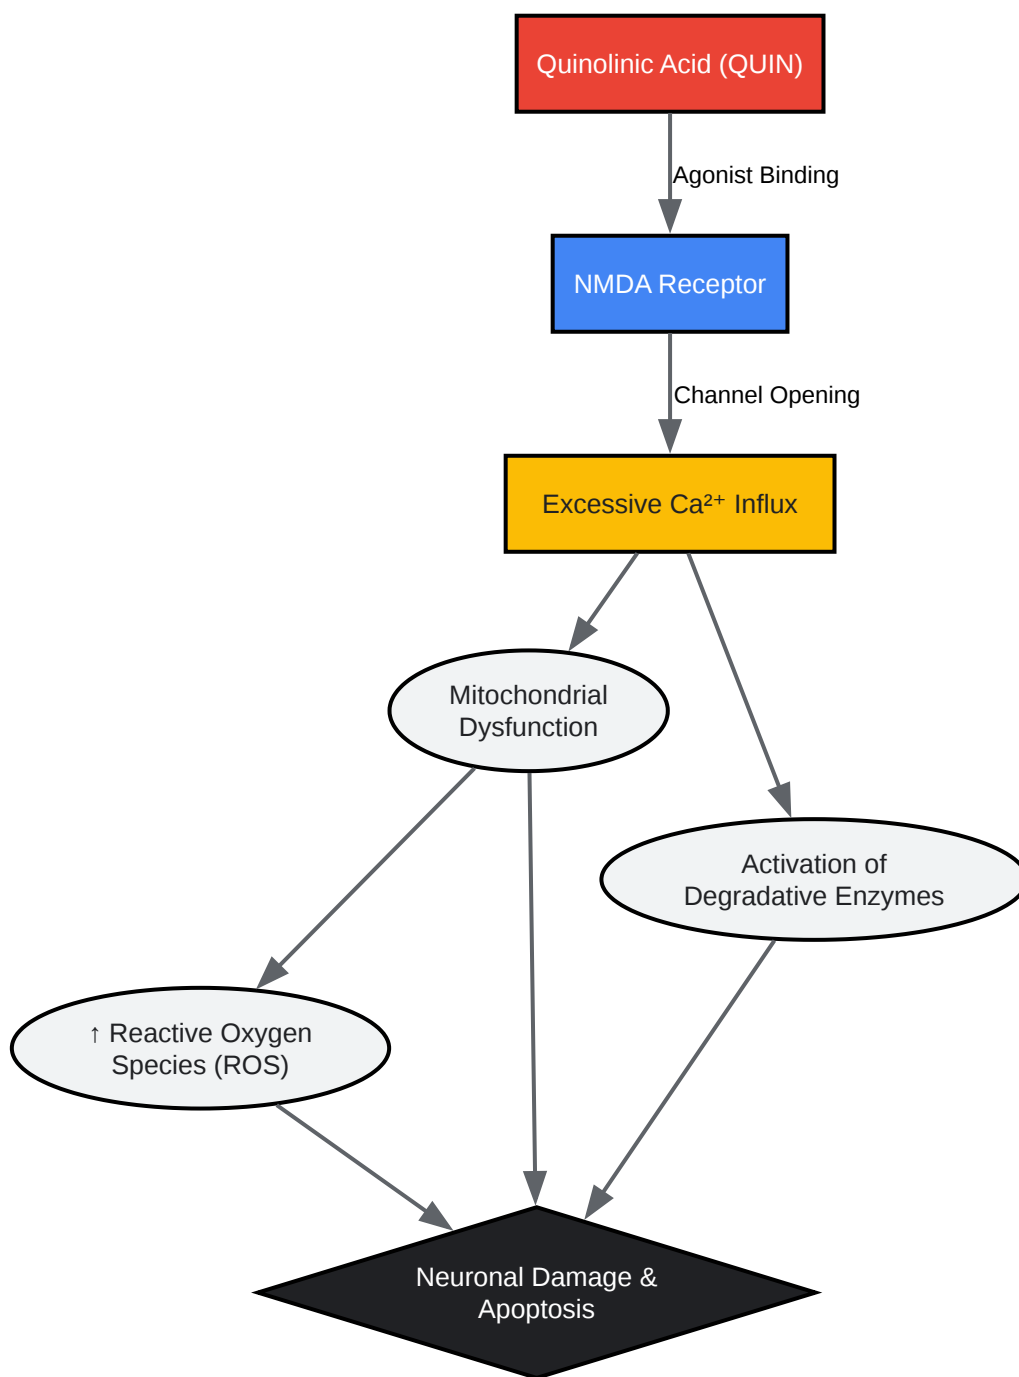 Quinolinic Acid (QUIN)
Agonist Binding
NMDA Receptor
Channel Opening
Excessive Ca²⁺ Influx
Mitochondrial
Dysfunction
Activation of
Degradative Enzymes
↑ Reactive Oxygen
Species (ROS)
Neuronal Damage &
Apoptosis